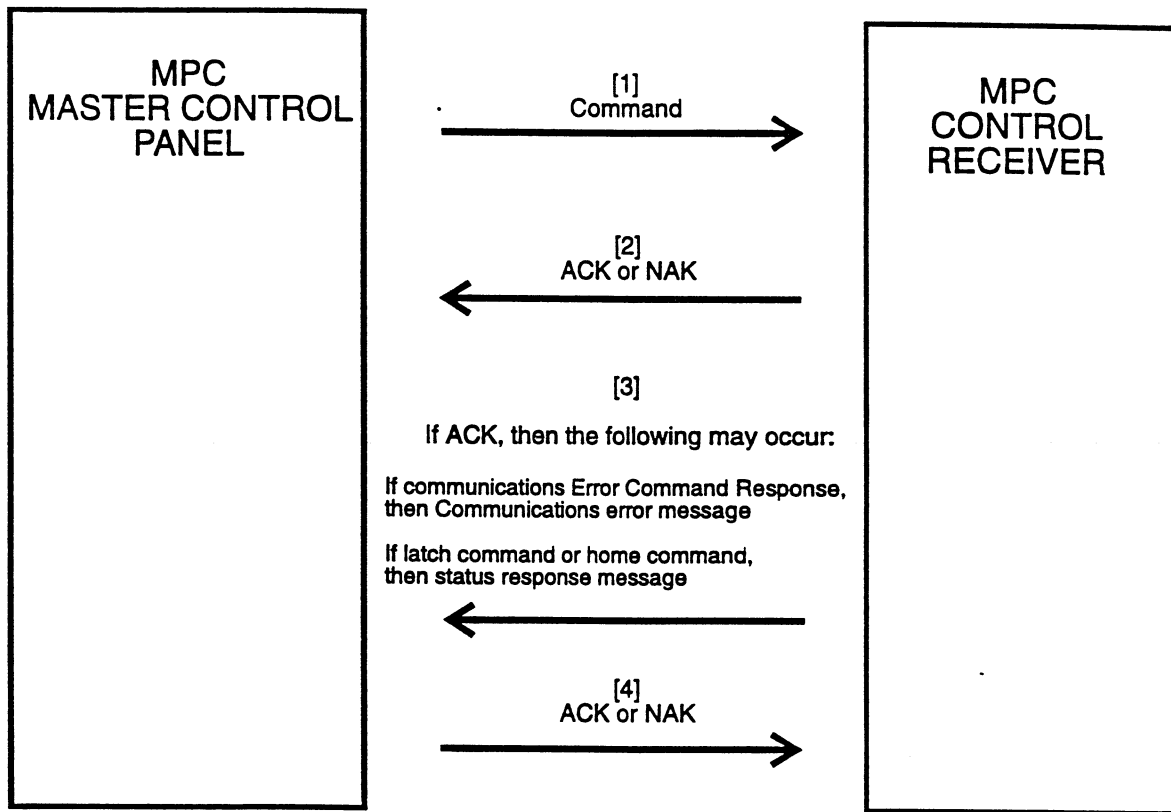 MPC
MASTER CONTROL
PANEL
[1]
Command
MPC
CONTROL
RECEIVER
[2]
ACK or NAK
[3]
If ACK, then the following may occur:
If communications Error Command Response,
then Communications error message
If latch command or home command,
then status response message
[4]
ACK or NAK